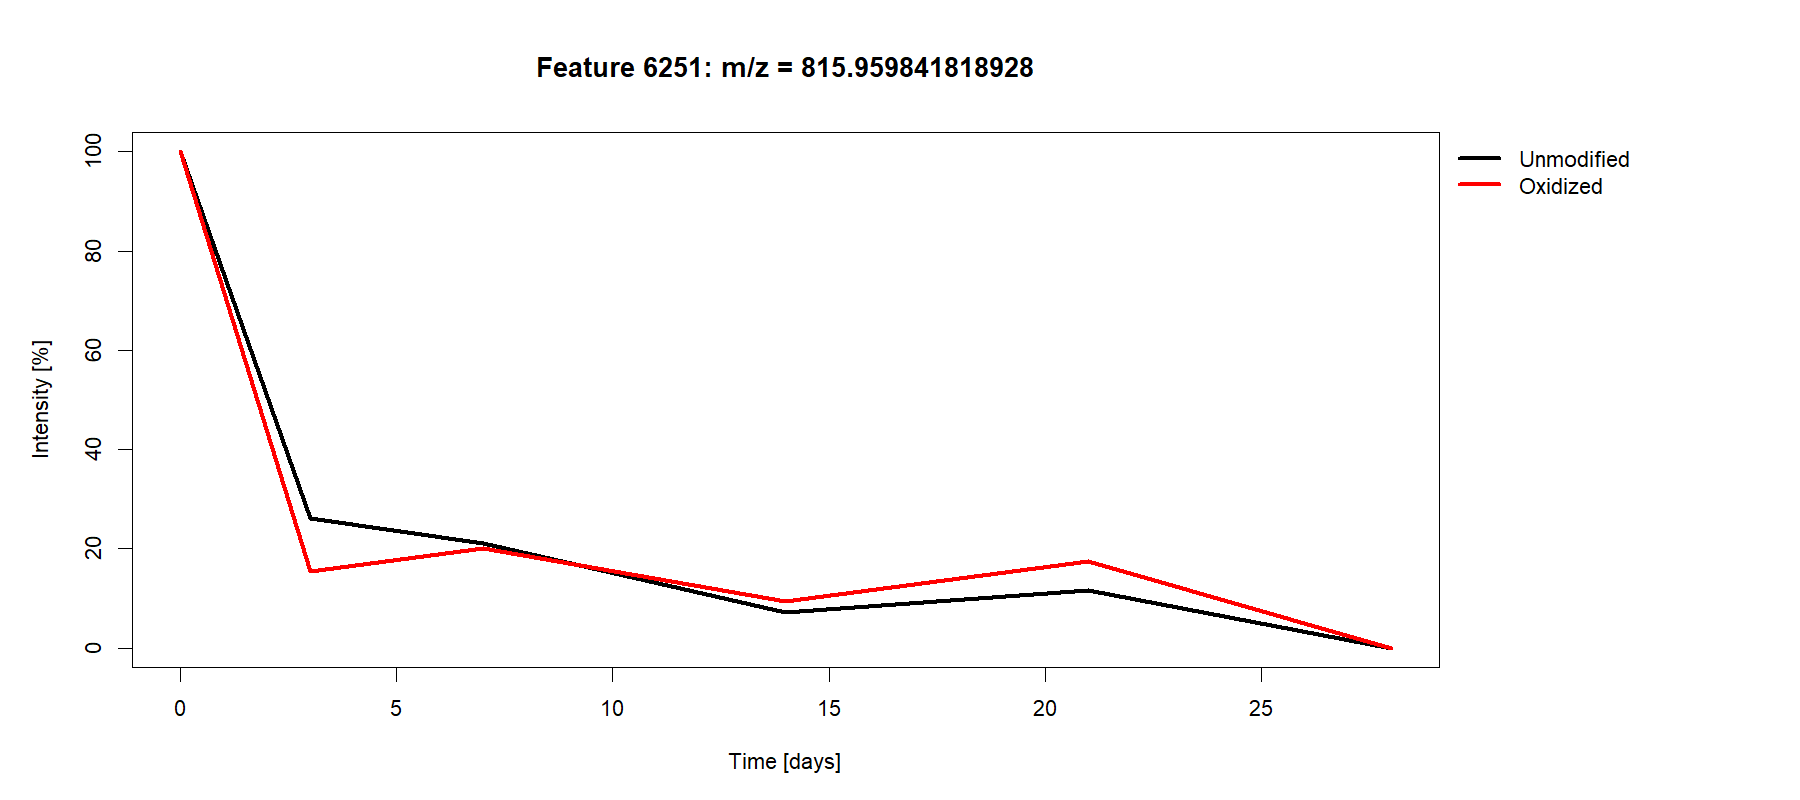 Feature 6251: m/z = 815.959841818928
Unmodified
Oxidized
Intensity [%]
100
80
60
40
20
0
0 5 10 15 20 25
Time [days]